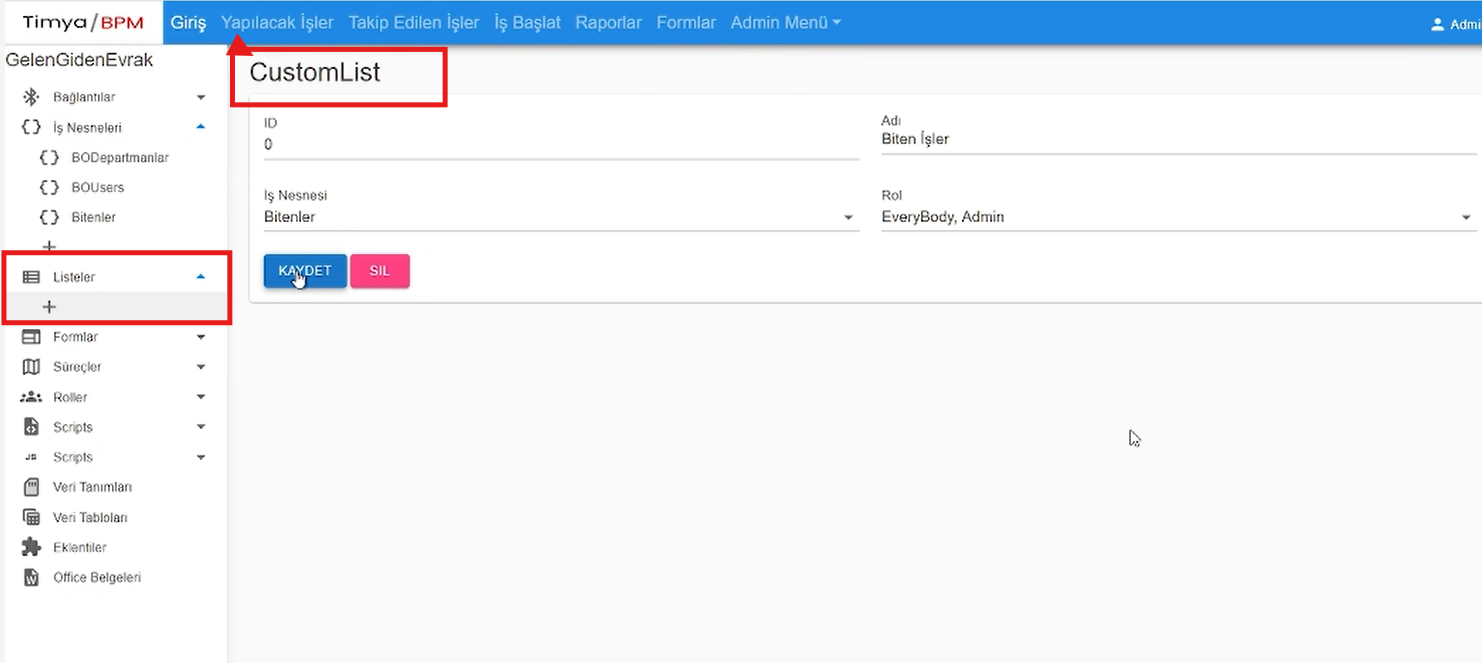 Timya/BPM Giriş Yapılacak İşler Takip Edilen İşler İş Başlat Raporlar Formlar Admin Menü
GelenGidenEvrak
Bağlantılar
İş Nesneleri
BODepartmanlar
BOUsers
Bitenler
+
Listeler
+
Formlar
Süreçler
Roller
Scripts
JS Scripts
Veri Tanımları
Veri Tabloları
Eklentiler
W Office Belgeleri
CustomList
ID
0
Adı
Biten İşler
İş Nesnesi
Bitenler
Rol
EveryBody, Admin
KAYDET SIL